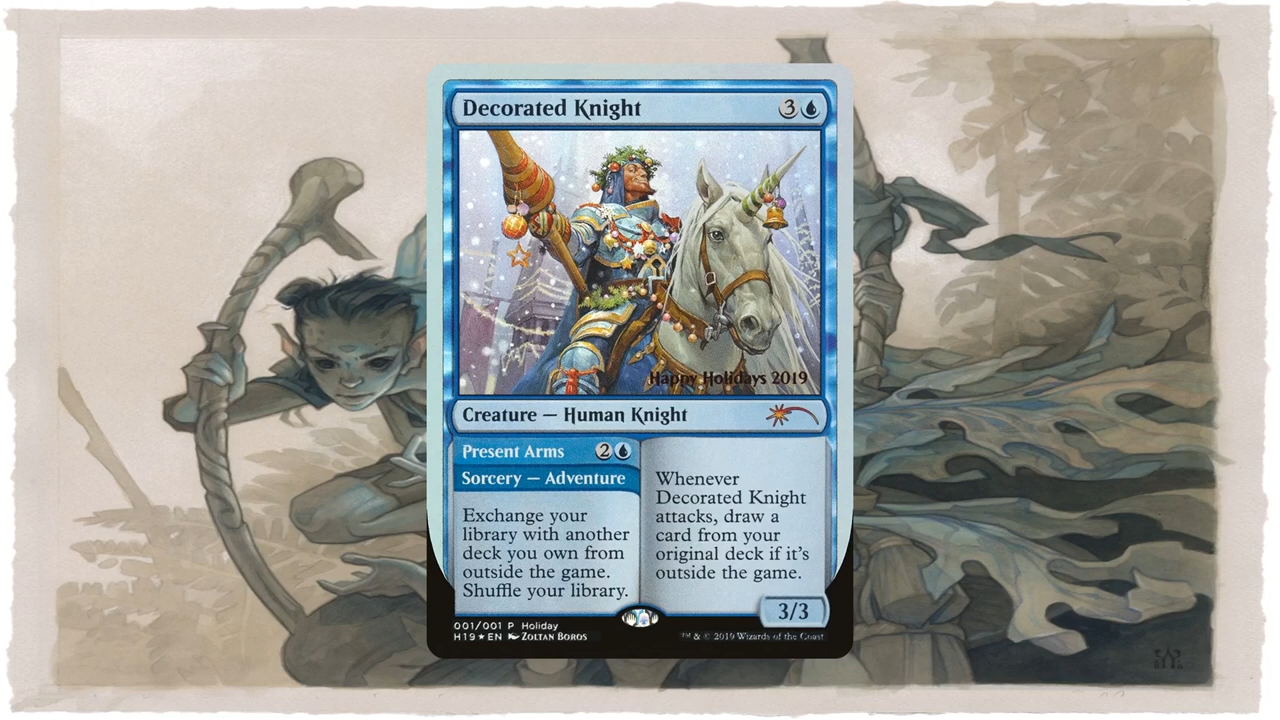 Decorated Knight 3
Happy Holidays 2019
Creature — Human Knight
Present Arms 2
Sorcery — Adventure
Exchange your
library with another
deck you own from
outside the game.
Shuffle your library.
Whenever
Decorated Knight
attacks, draw a
card from your
original deck if it's
outside the game.
3/3
001/001 P Holiday
H19★EN Zoltan Boros
™ & © 2019 Wizards of the Coast